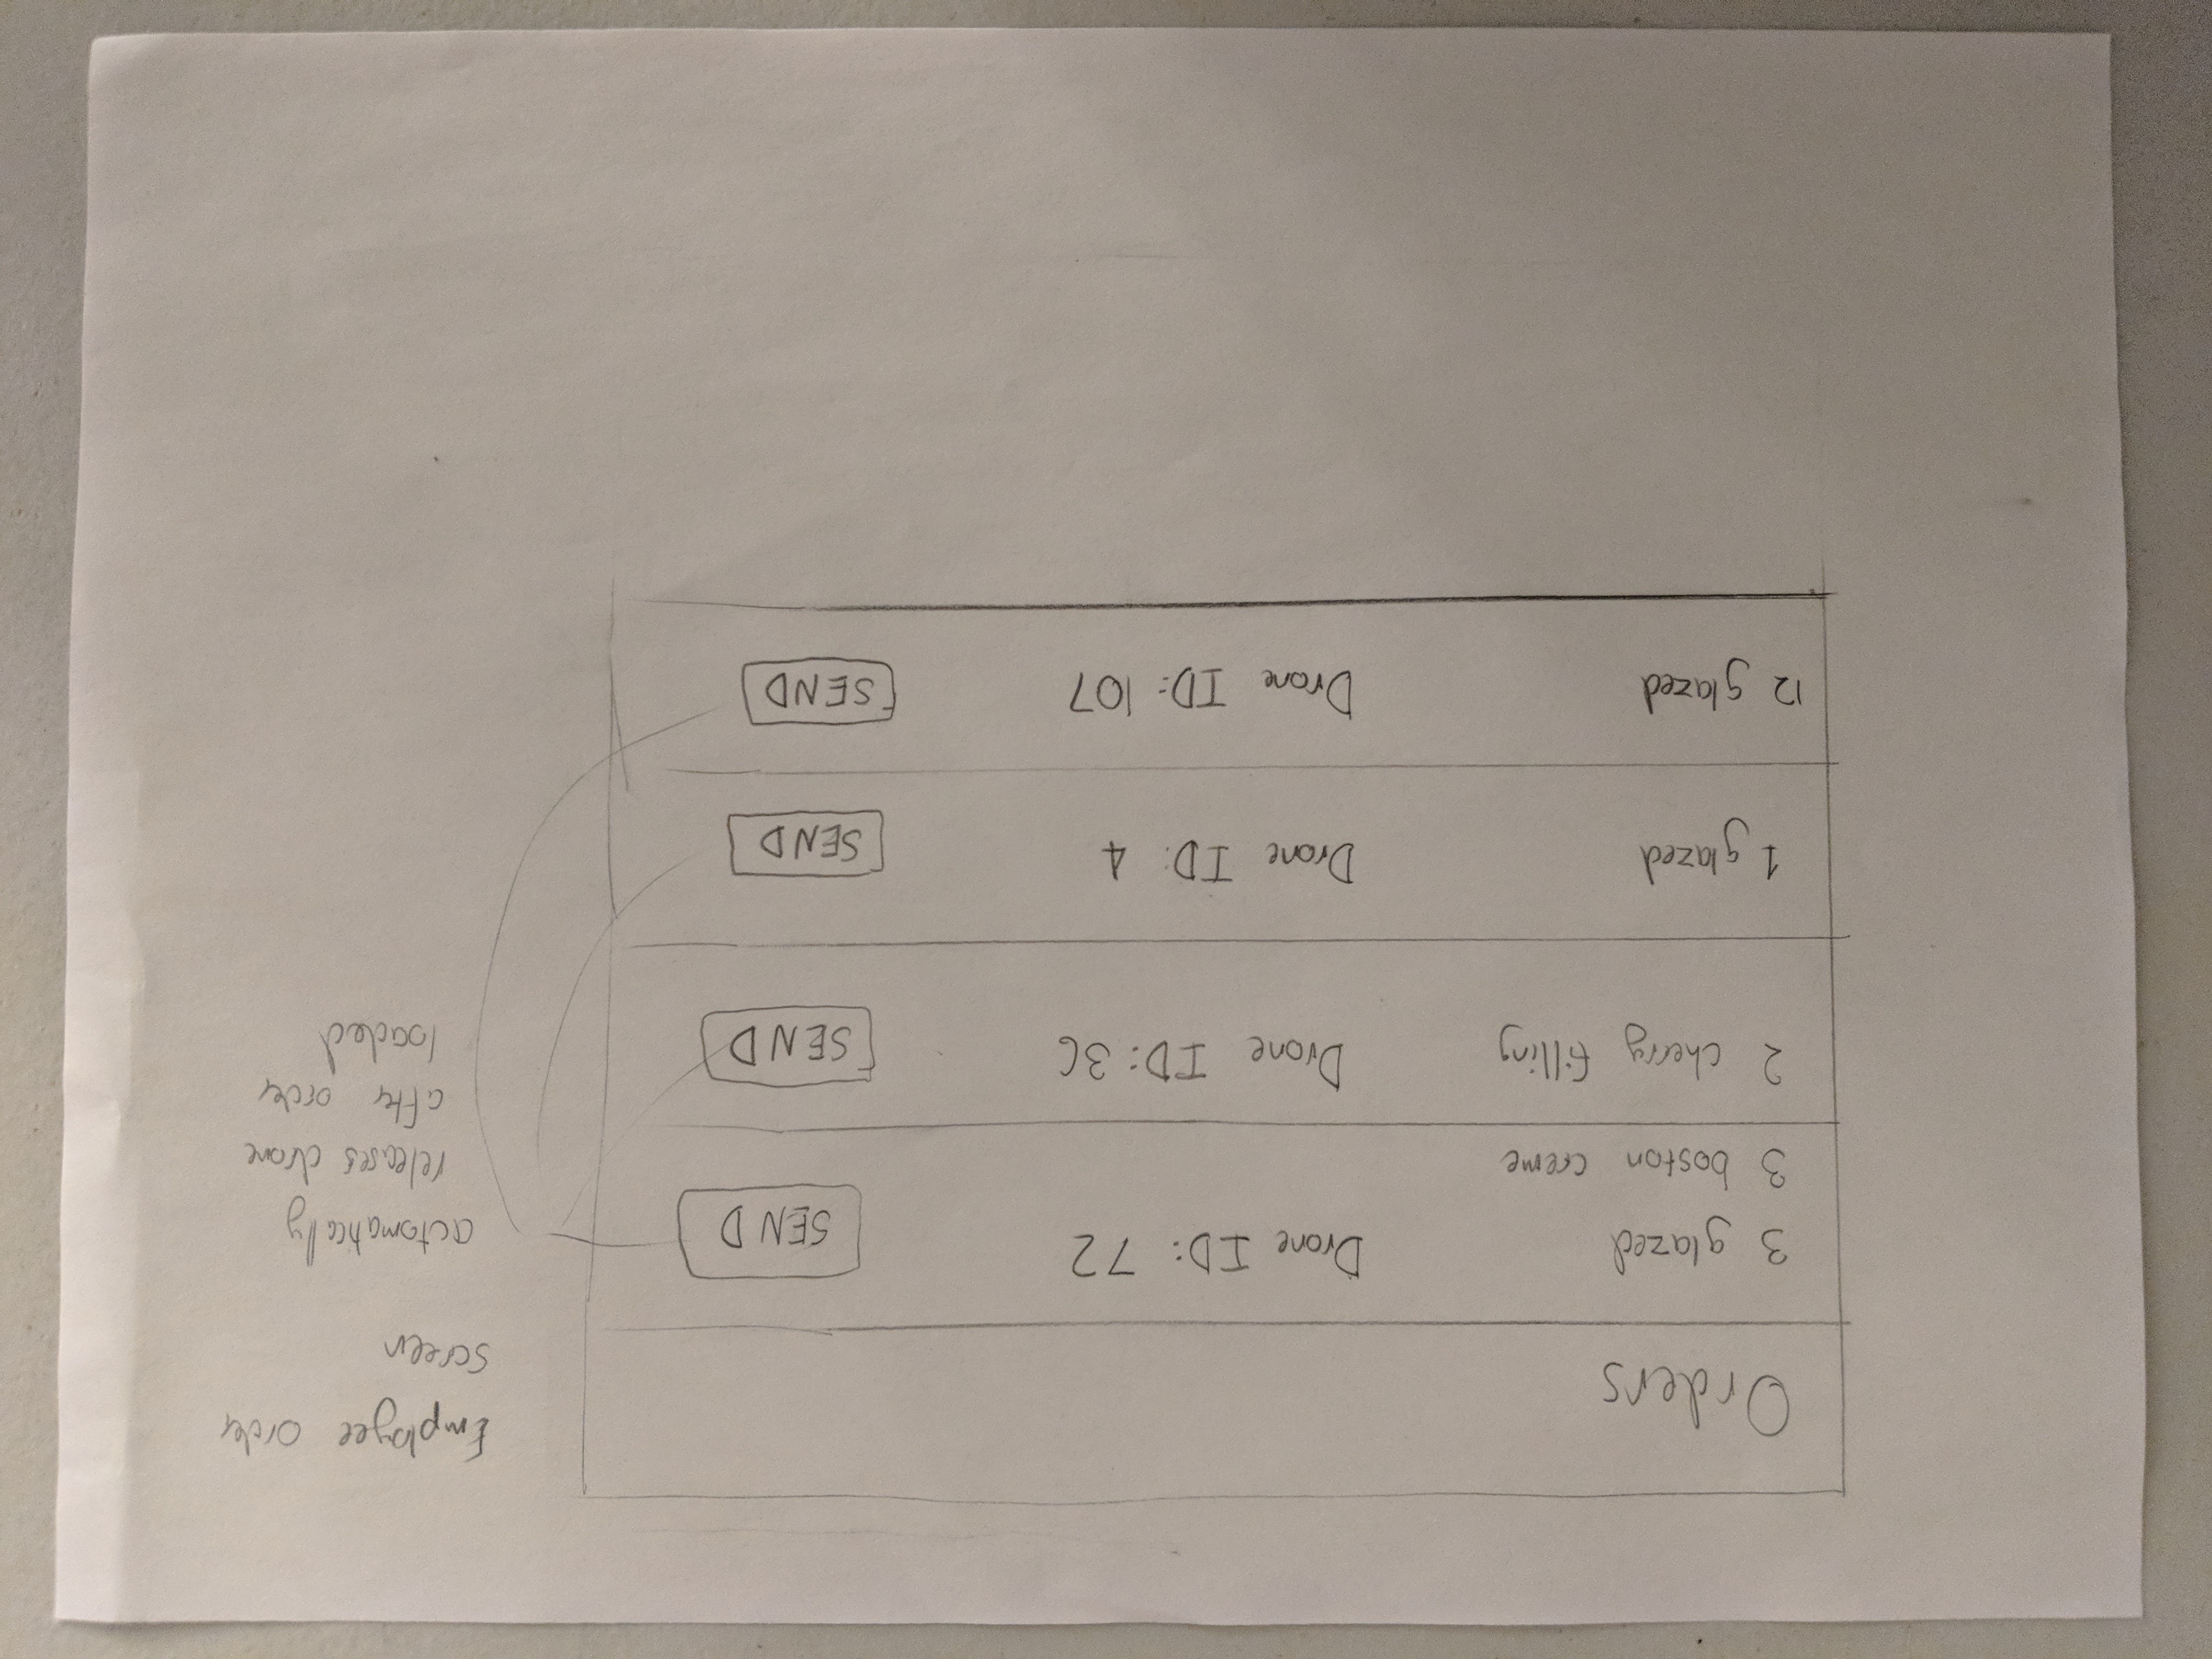 Employee Order
Screen
Orders
3 glazed
3 boston creme
Drone ID: 72
SEND
automatically
releases drone
after order
loaded
2 cherry filling
Drone ID: 36
SEND
1 glazed
Drone ID: 4
SEND
12 glazed
Drone ID: 107
SEND